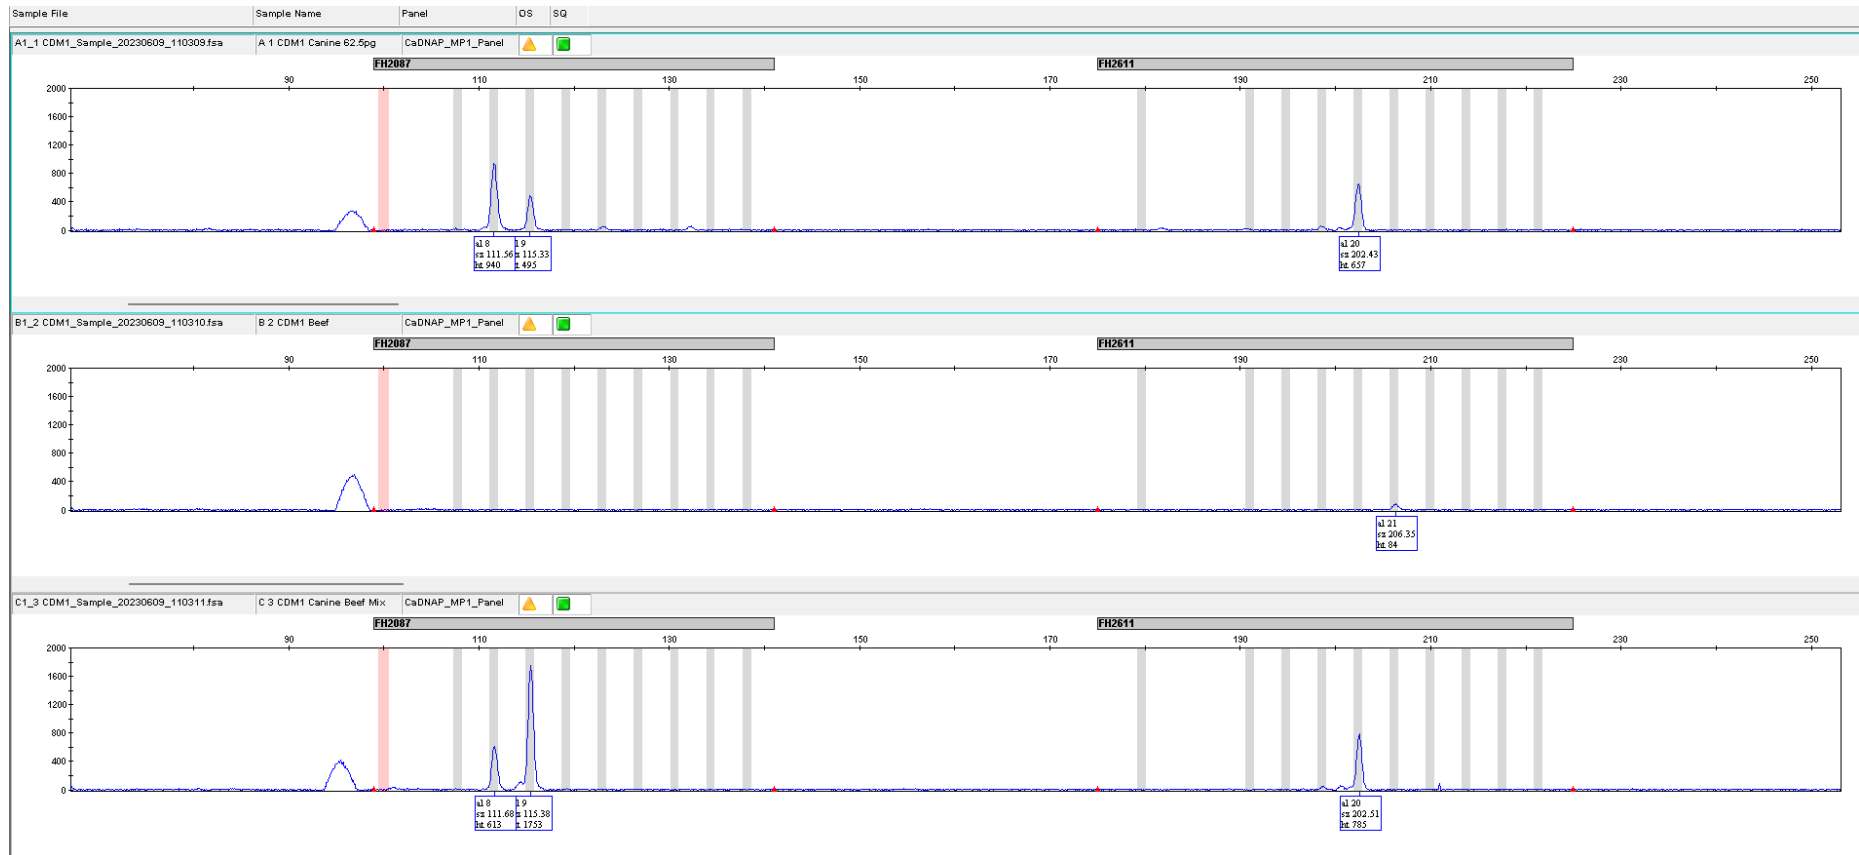 Sample File Sample Name Panel OS SQ
A1_1 CDM1_Sample_20230609_110309.fsa A 1 CDM1 Canine 62.5pg CaDNAP_MP1_Panel
FH2087 FH2611
90 110 130 150 170 190 210 230 250
2000
1600
1200
800
400
0
al 8 l 9 al 20
sz 111.56 z 115.33 sz 202.43
ht 940 t 495 ht 657
B1_2 CDM1_Sample_20230609_110310.fsa B 2 CDM1 Beef CaDNAP_MP1_Panel
FH2087 FH2611
90 110 130 150 170 190 210 230 250
2000
1600
1200
800
400
0
al 21
sz 206.35
ht 84
C1_3 CDM1_Sample_20230609_110311.fsa C 3 CDM1 Canine Beef Mix CaDNAP_MP1_Panel
FH2087 FH2611
90 110 130 150 170 190 210 230 250
2000
1600
1200
800
400
0
al 8 l 9 al 20
sz 111.68 z 115.38 sz 202.51
ht 613 t 1753 ht 785